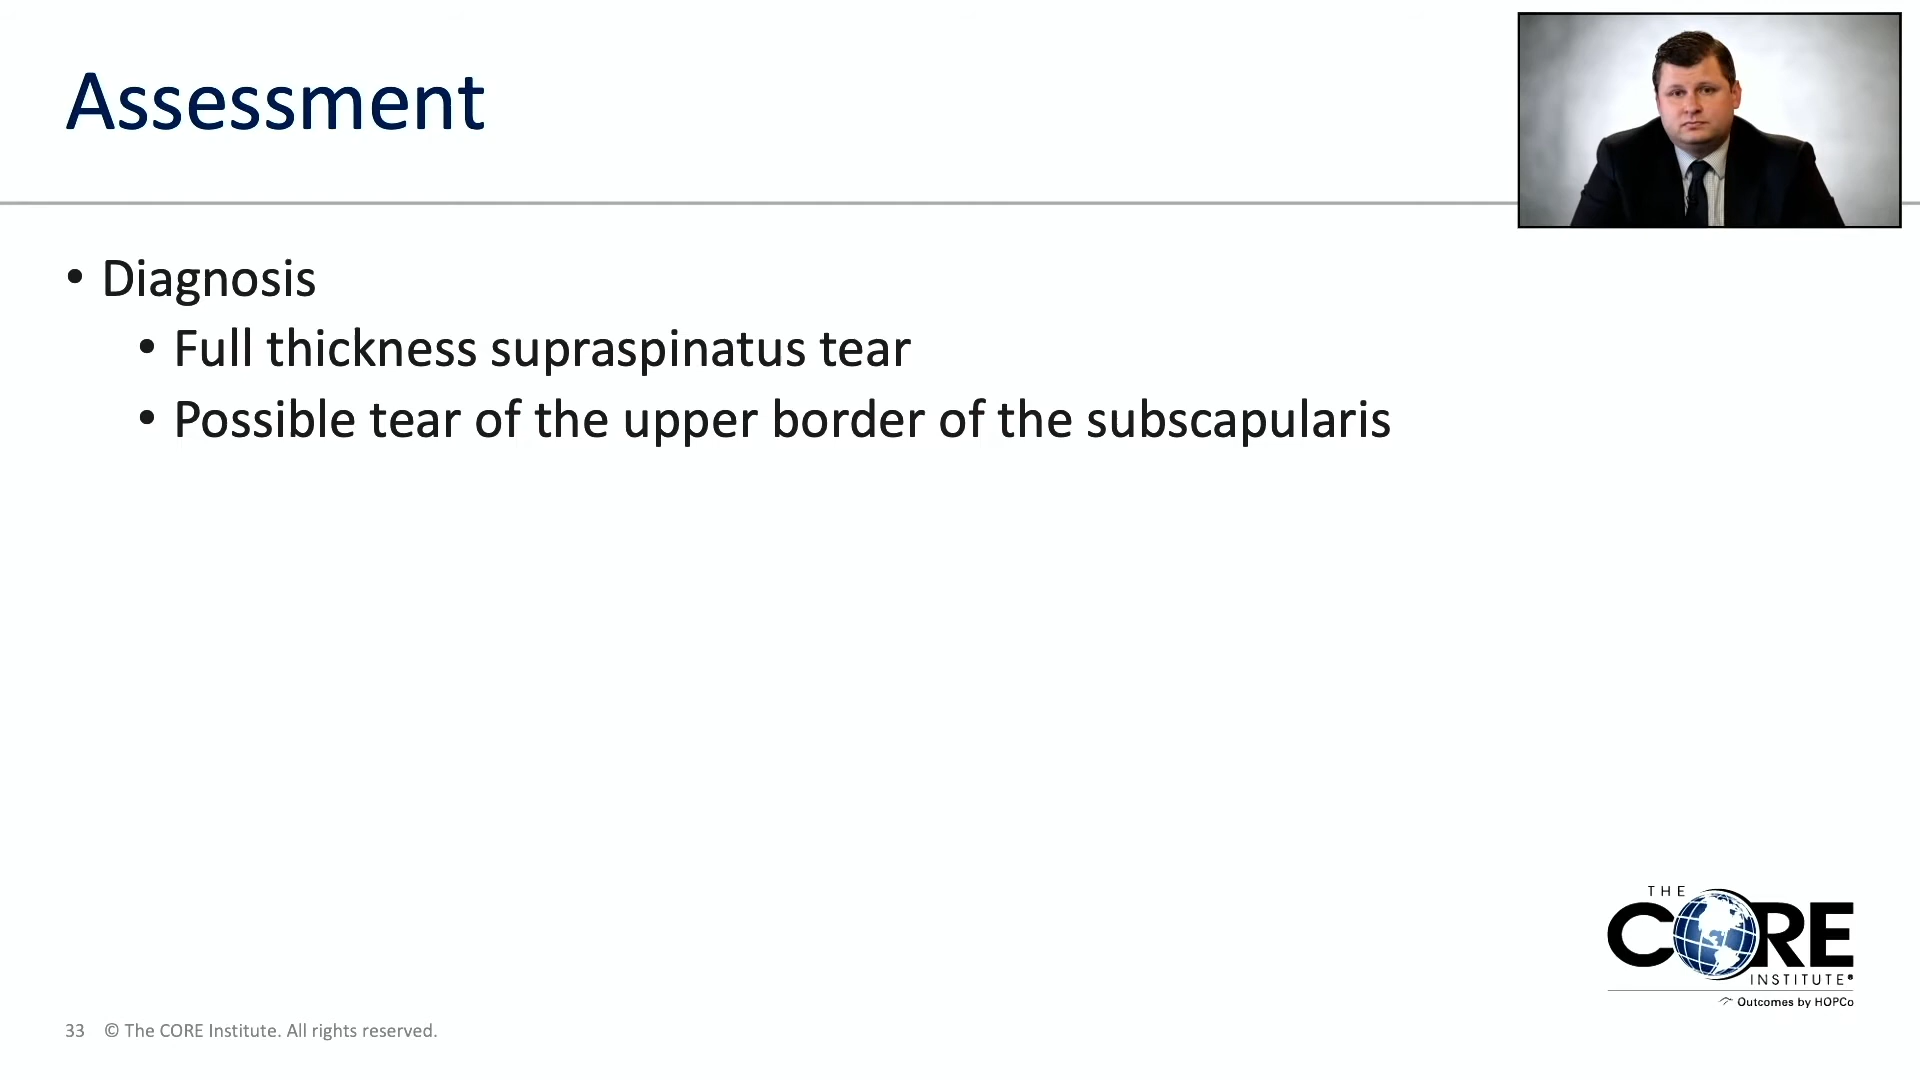 Assessment
• Diagnosis
• Full thickness supraspinatus tear
• Possible tear of the upper border of the subscapularis
THE
CORE
INSTITUTE®
Outcomes by HOPCo
33 © The CORE Institute. All rights reserved.